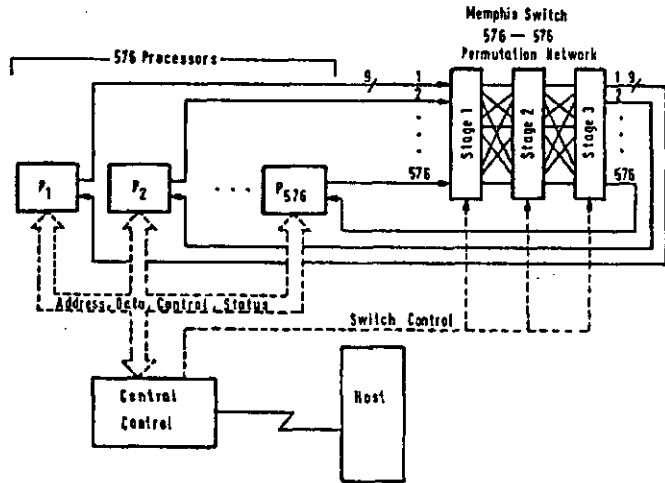 Memphis Switch
576 — 576
Permutation Network
576 Processors
9
1
2
576
Stage 1
Stage 2
Stage 3
1
9
2
576
P1
P2
. . .
P576
Address, Data, Control, Status
Switch Control
Central
Control
Host